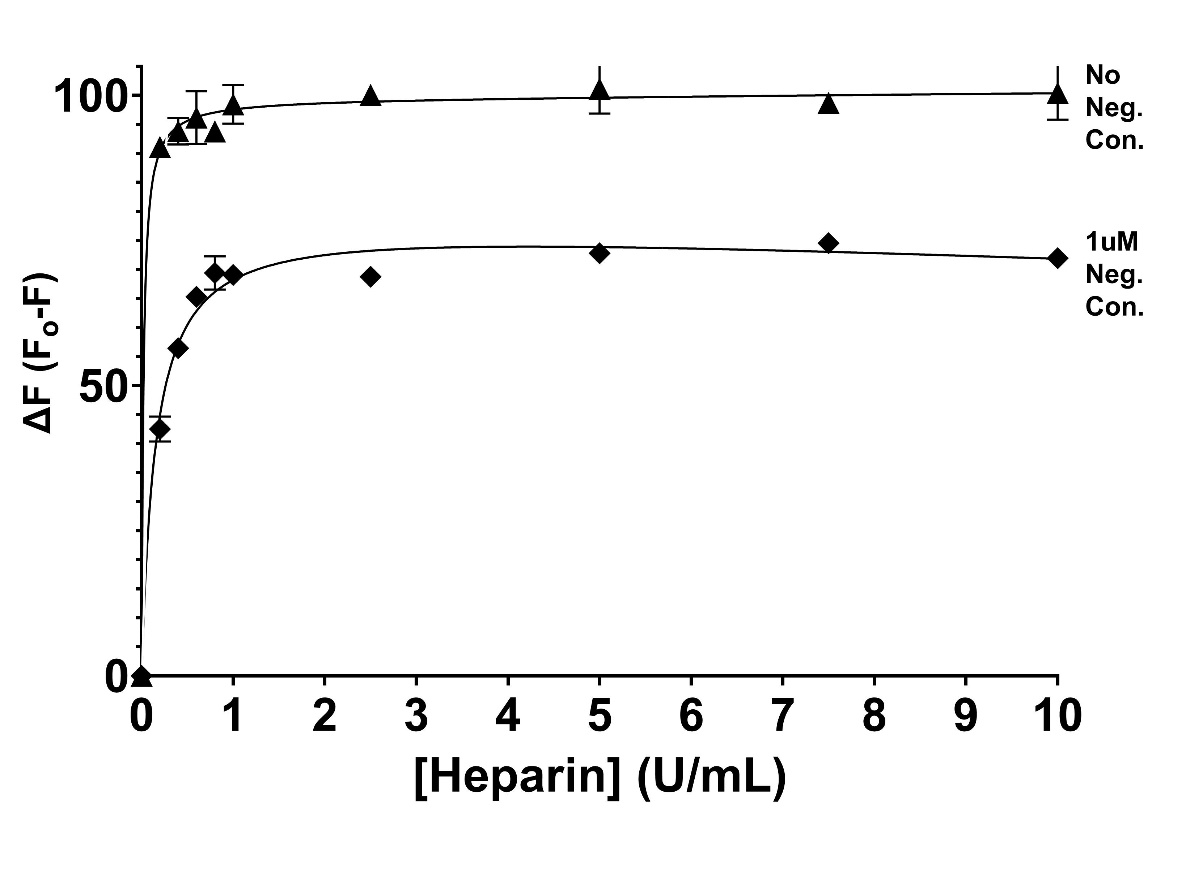 100
50
0
ΔF (Fo-F)
No
Neg.
Con.
1uM
Neg.
Con.
0 1 2 3 4 5 6 7 8 9 10
[Heparin] (U/mL)